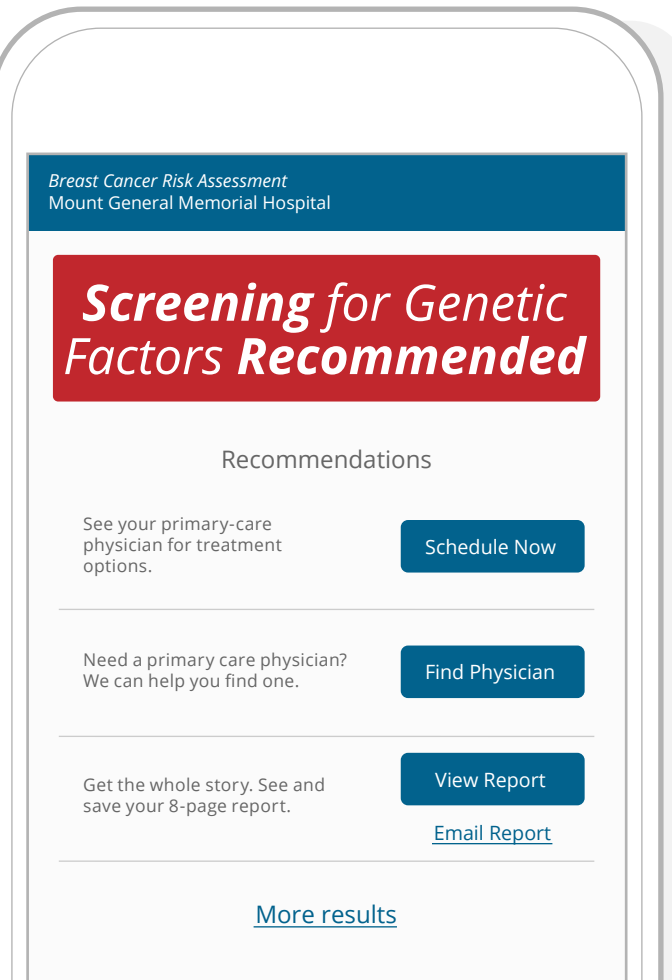 Breast Cancer Risk Assessment
Mount General Memorial Hospital
Screening for Genetic
Factors Recommended
Recommendations
See your primary-care
physician for treatment
options.
Schedule Now
Need a primary care physician?
We can help you find one.
Find Physician
Get the whole story. See and
save your 8-page report.
View Report
Email Report
More results